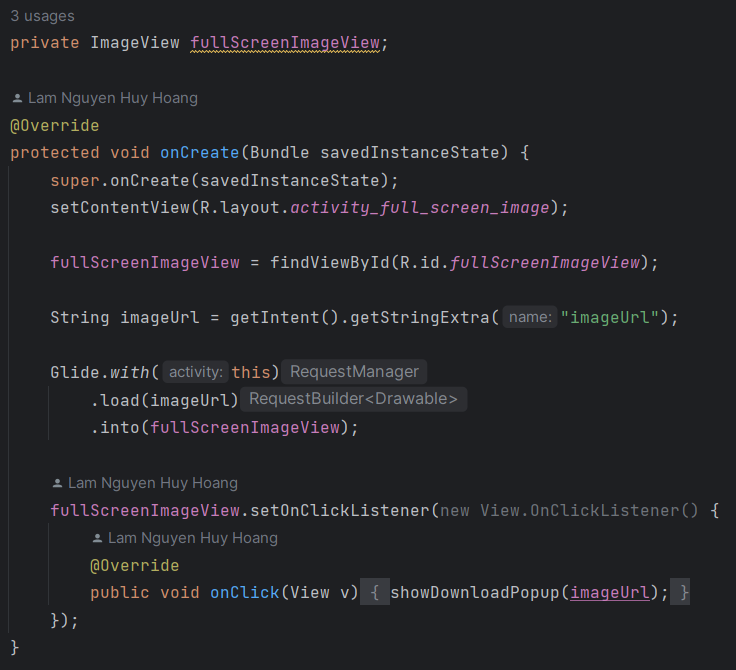 3 usages
private ImageView fullScreenImageView;
Lam Nguyen Huy Hoang
@Override
protected void onCreate(Bundle savedInstanceState) {
super.onCreate(savedInstanceState);
setContentView(R.layout.activity_full_screen_image);
fullScreenImageView = findViewById(R.id.fullScreenImageView);
String imageUrl = getIntent().getStringExtra( name: "imageUrl");
Glide.with( activity: this) RequestManager
.load(imageUrl) RequestBuilder<Drawable>
.into(fullScreenImageView);
Lam Nguyen Huy Hoang
fullScreenImageView.setOnClickListener(new View.OnClickListener() {
Lam Nguyen Huy Hoang
@Override
public void onClick(View v) { showDownloadPopup(imageUrl); }
});
}